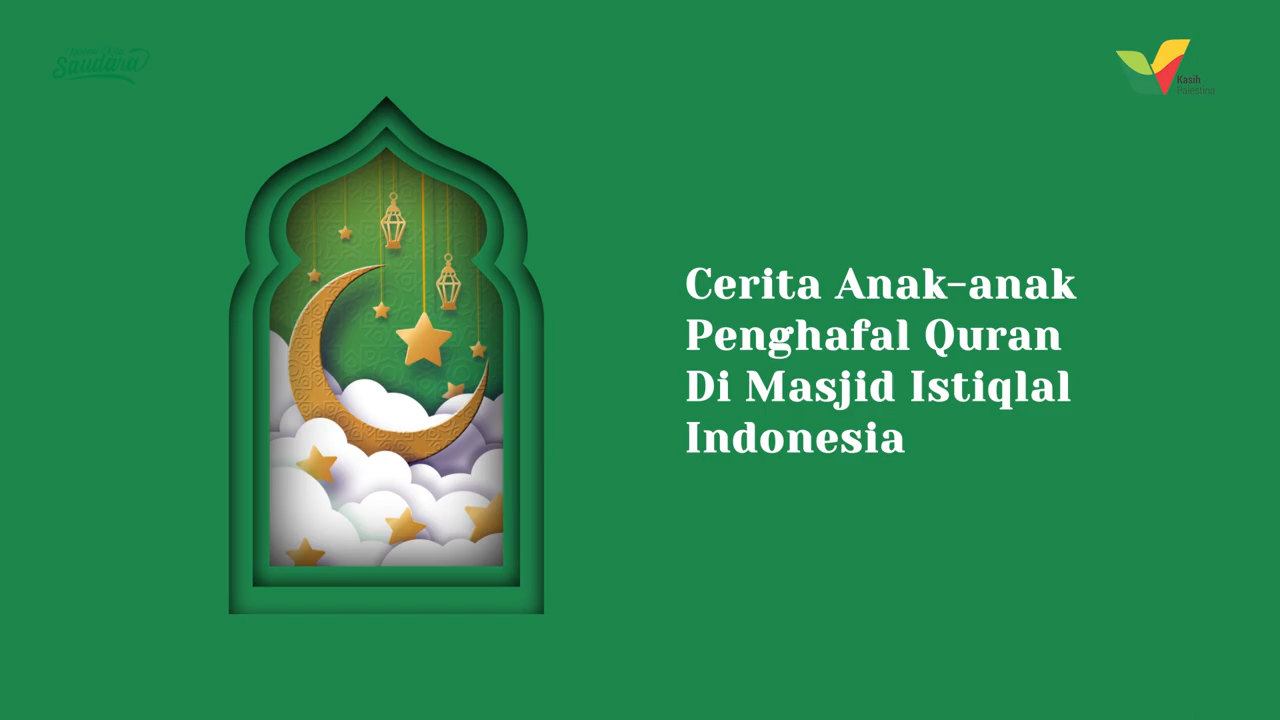 Saudara
Kasih
Palestina
Cerita Anak-anak
Penghafal Quran
Di Masjid Istiqlal
Indonesia